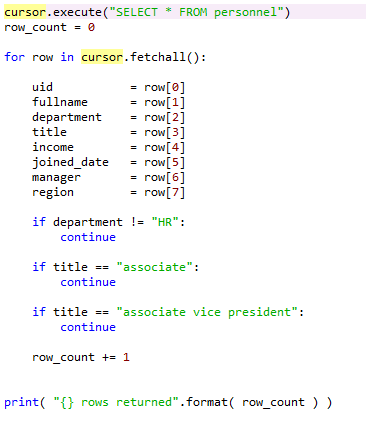 cursor.execute("SELECT * FROM personnel")
row_count = 0
for row in cursor.fetchall():
uid = row[0]
fullname = row[1]
department = row[2]
title = row[3]
income = row[4]
joined_date = row[5]
manager = row[6]
region = row[7]
if department != "HR":
continue
if title == "associate":
continue
if title == "associate vice president":
continue
row_count += 1
print( "{} rows returned".format( row_count ) )